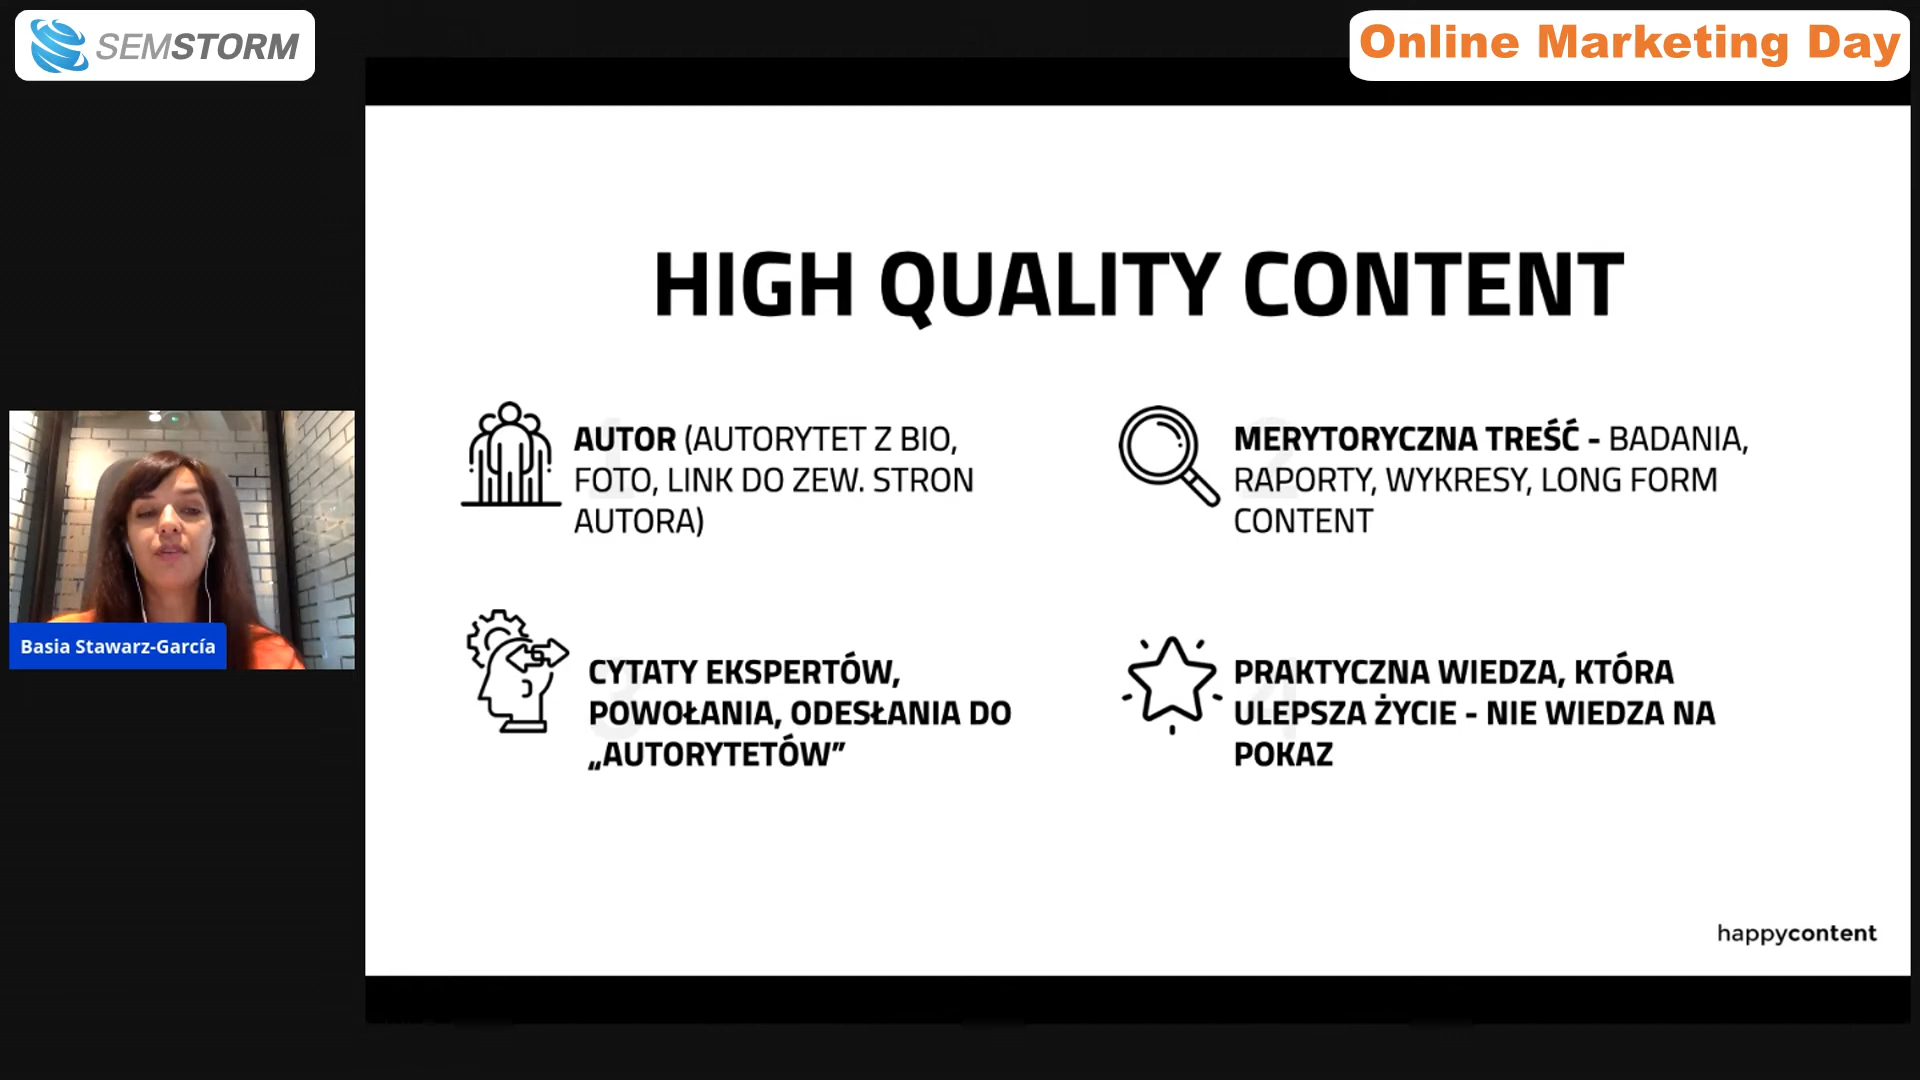 SEMSTORM
Online Marketing Day
HIGH QUALITY CONTENT
AUTOR (AUTORYTET Z BIO,
FOTO, LINK DO ZEW. STRON
AUTORA)
MERYTORYCZNA TREŚĆ - BADANIA,
RAPORTY, WYKRESY, LONG FORM
CONTENT
CYTATY EKSPERTÓW,
POWOŁANIA, ODESŁANIA DO
„AUTORYTETÓW”
PRAKTYCZNA WIEDZA, KTÓRA
ULEPSZA ŻYCIE - NIE WIEDZA NA
POKAZ
Basia Stawarz-García
happycontent